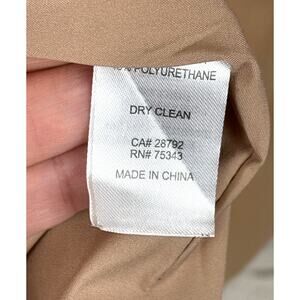 POLYURETHANE
DRY CLEAN
CA# 28792
RN# 75343
MADE IN CHINA